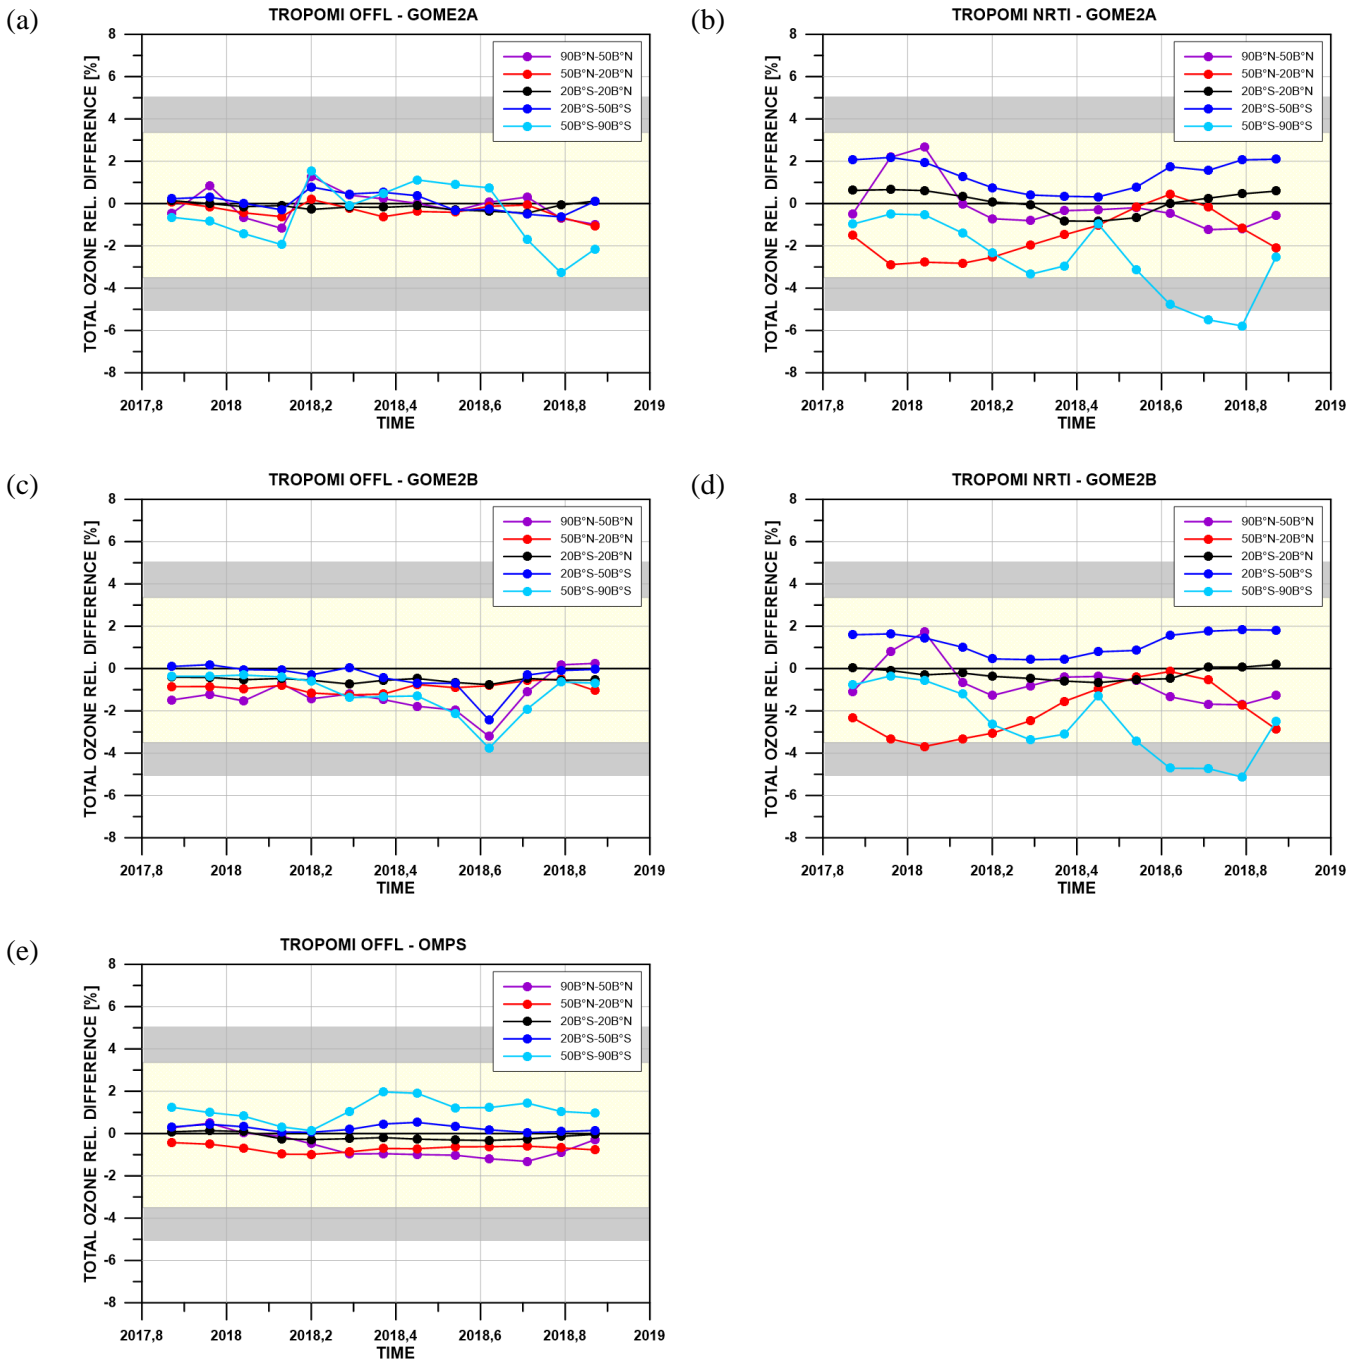 (a)
TROPOMI OFFL - GOME2A
TOTAL OZONE REL. DIFFERENCE [%]
8
6
4
2
0
-2
-4
-6
-8
90B°N-50B°N
50B°N-20B°N
20B°S-20B°N
20B°S-50B°S
50B°S-90B°S
2017,8 2018 2018,2 2018,4 2018,6 2018,8 2019
TIME
(b)
TROPOMI NRTI - GOME2A
TOTAL OZONE REL. DIFFERENCE [%]
8
6
4
2
0
-2
-4
-6
-8
90B°N-50B°N
50B°N-20B°N
20B°S-20B°N
20B°S-50B°S
50B°S-90B°S
2017,8 2018 2018,2 2018,4 2018,6 2018,8 2019
TIME
(c)
TROPOMI OFFL - GOME2B
TOTAL OZONE REL. DIFFERENCE [%]
8
6
4
2
0
-2
-4
-6
-8
90B°N-50B°N
50B°N-20B°N
20B°S-20B°N
20B°S-50B°S
50B°S-90B°S
2017,8 2018 2018,2 2018,4 2018,6 2018,8 2019
TIME
(d)
TROPOMI NRTI - GOME2B
TOTAL OZONE REL. DIFFERENCE [%]
8
6
4
2
0
-2
-4
-6
-8
90B°N-50B°N
50B°N-20B°N
20B°S-20B°N
20B°S-50B°S
50B°S-90B°S
2017,8 2018 2018,2 2018,4 2018,6 2018,8 2019
TIME
(e)
TROPOMI OFFL - OMPS
TOTAL OZONE REL. DIFFERENCE [%]
8
6
4
2
0
-2
-4
-6
-8
90B°N-50B°N
50B°N-20B°N
20B°S-20B°N
20B°S-50B°S
50B°S-90B°S
2017,8 2018 2018,2 2018,4 2018,6 2018,8 2019
TIME